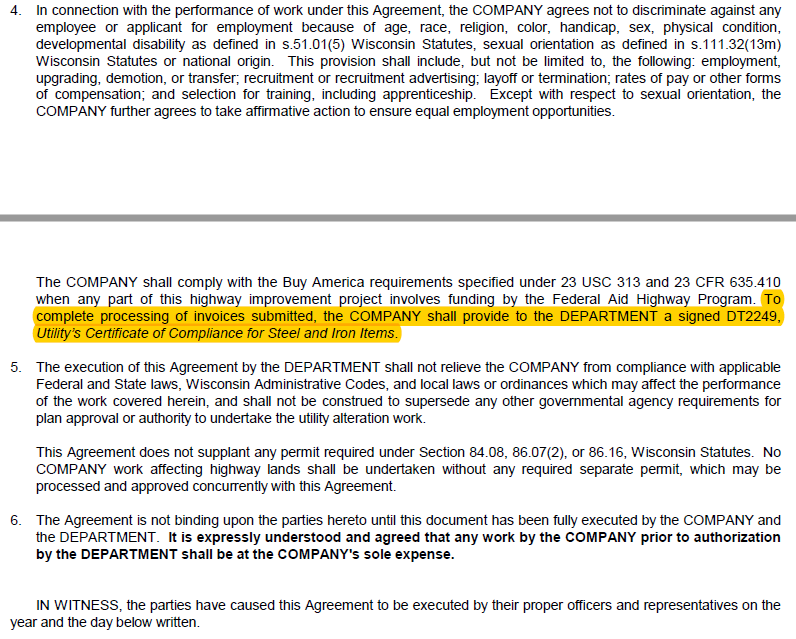 4. In connection with the performance of work under this Agreement, the COMPANY agrees not to discriminate against any
employee or applicant for employment because of age, race, religion, color, handicap, sex, physical condition,
developmental disability as defined in s.51.01(5) Wisconsin Statutes, sexual orientation as defined in s.111.32(13m)
Wisconsin Statutes or national origin. This provision shall include, but not be limited to, the following: employment,
upgrading, demotion, or transfer; recruitment or recruitment advertising; layoff or termination; rates of pay or other forms
of compensation; and selection for training, including apprenticeship. Except with respect to sexual orientation, the
COMPANY further agrees to take affirmative action to ensure equal employment opportunities.
The COMPANY shall comply with the Buy America requirements specified under 23 USC 313 and 23 CFR 635.410
when any part of this highway improvement project involves funding by the Federal Aid Highway Program. To
complete processing of invoices submitted, the COMPANY shall provide to the DEPARTMENT a signed DT2249,
Utility's Certificate of Compliance for Steel and Iron Items.
5. The execution of this Agreement by the DEPARTMENT shall not relieve the COMPANY from compliance with applicable
Federal and State laws, Wisconsin Administrative Codes, and local laws or ordinances which may affect the performance
of the work covered herein, and shall not be construed to supersede any other governmental agency requirements for
plan approval or authority to undertake the utility alteration work.
This Agreement does not supplant any permit required under Section 84.08, 86.07(2), or 86.16, Wisconsin Statutes. No
COMPANY work affecting highway lands shall be undertaken without any required separate permit, which may be
processed and approved concurrently with this Agreement.
6. The Agreement is not binding upon the parties hereto until this document has been fully executed by the COMPANY and
the DEPARTMENT. It is expressly understood and agreed that any work by the COMPANY prior to authorization
by the DEPARTMENT shall be at the COMPANY's sole expense.
IN WITNESS, the parties have caused this Agreement to be executed by their proper officers and representatives on the
year and the day below written.